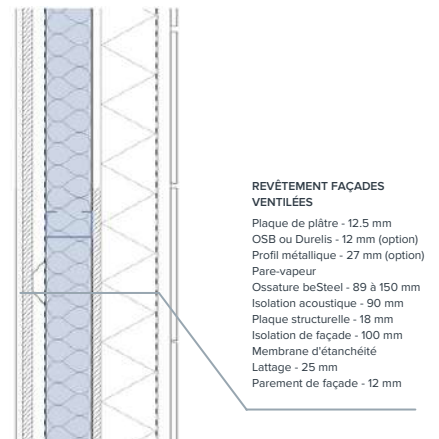 REVÊTEMENT FAÇADES
VENTILÉES
Plaque de plâtre - 12.5 mm
OSB ou Durelis - 12 mm (option)
Profil métallique - 27 mm (option)
Pare-vapeur
Ossature beSteel - 89 à 150 mm
Isolation acoustique - 90 mm
Plaque structurelle - 18 mm
Isolation de façade - 100 mm
Membrane d'étanchéité
Lattage - 25 mm
Parement de façade - 12 mm